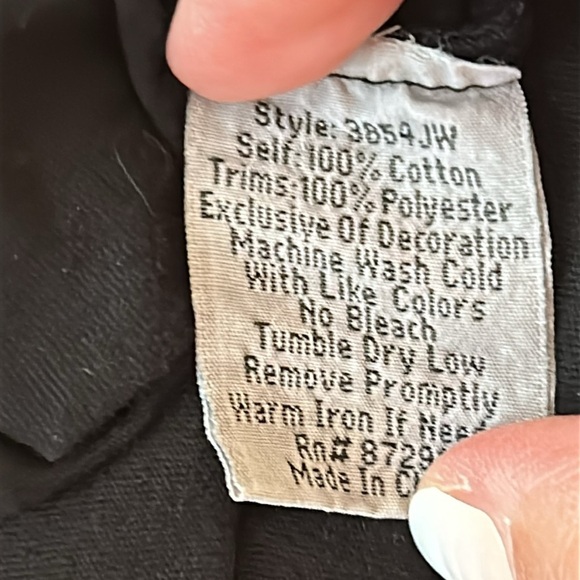 Style: 3854JW
Self:100% Cotton
Trims:100% Polyester
Exclusive Of Decoration
Machine Wash Cold
With Like Colors
No Bleach
Tumble Dry Low
Remove Promptly
Warm Iron If
Rn#
Made In